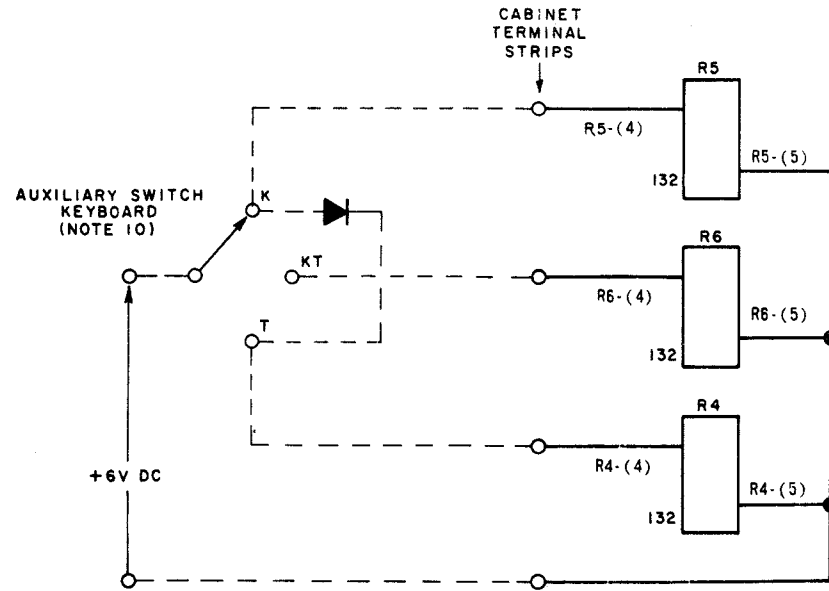 CABINET
TERMINAL
STRIPS
R5
R5-(4)
R5-(5)
132
AUXILIARY SWITCH
KEYBOARD
(NOTE 10)
K
R6
KT
R6-(4)
R6-(5)
T
132
R4
R4-(4)
+6V DC
R4-(5)
132